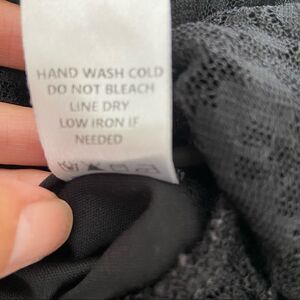 HAND WASH COLD
DO NOT BLEACH
LINE DRY
LOW IRON IF
NEEDED